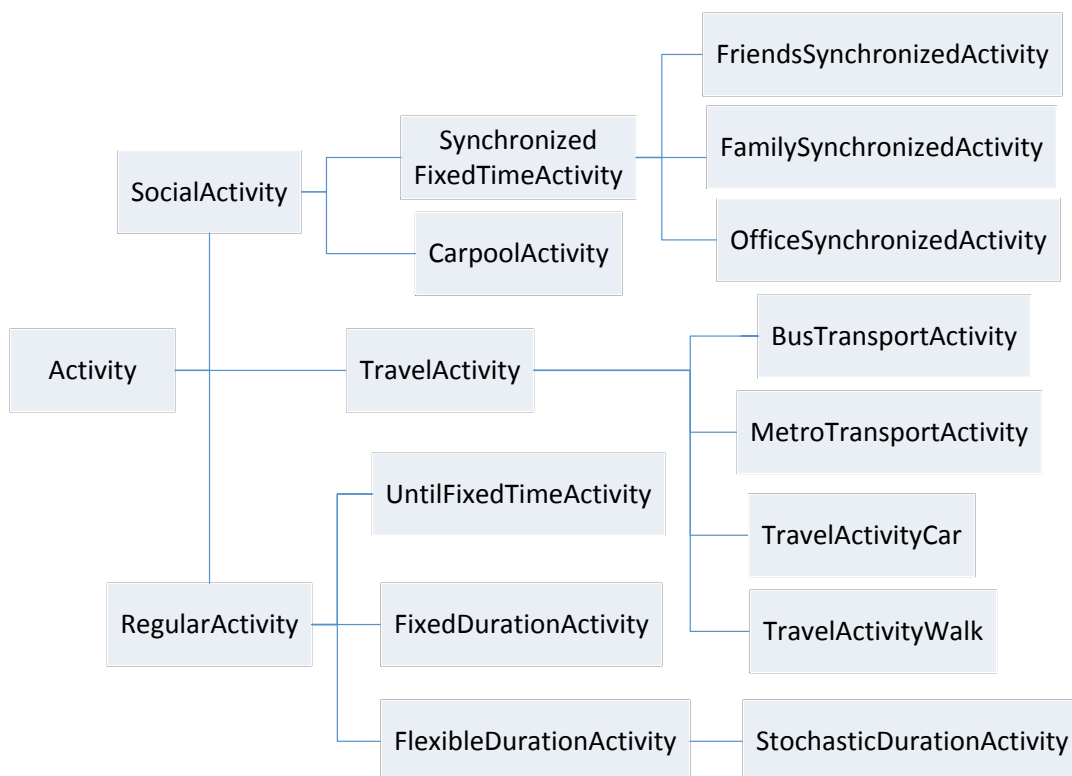 FriendsSynchronizedActivity
Synchronized
FixedTimeActivity
FamilySynchronizedActivity
SocialActivity
OfficeSynchronizedActivity
CarpoolActivity
BusTransportActivity
Activity
TravelActivity
MetroTransportActivity
UntilFixedTimeActivity
TravelActivityCar
RegularActivity
FixedDurationActivity
TravelActivityWalk
FlexibleDurationActivity
StochasticDurationActivity